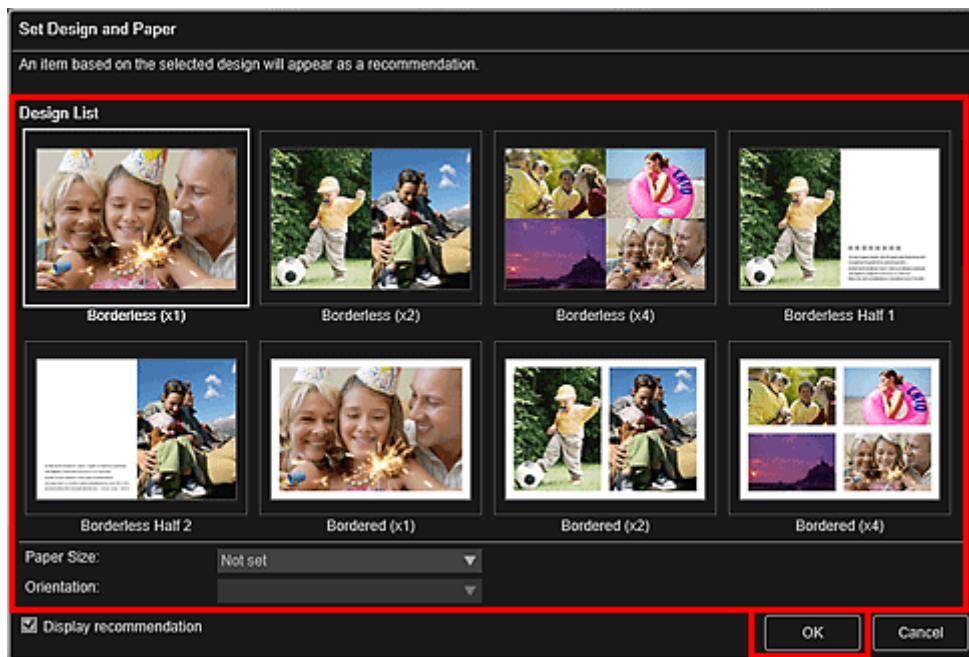 Set Design and Paper
An item based on the selected design will appear as a recommendation.
Design List
Borderless (x1)
Borderless (x2)
Borderless (x4)
Borderless Half 1
Borderless Half 2
Bordered (x1)
Bordered (x2)
Bordered (x4)
Paper Size:
Not set
Orientation:
Display recommendation
OK
Cancel